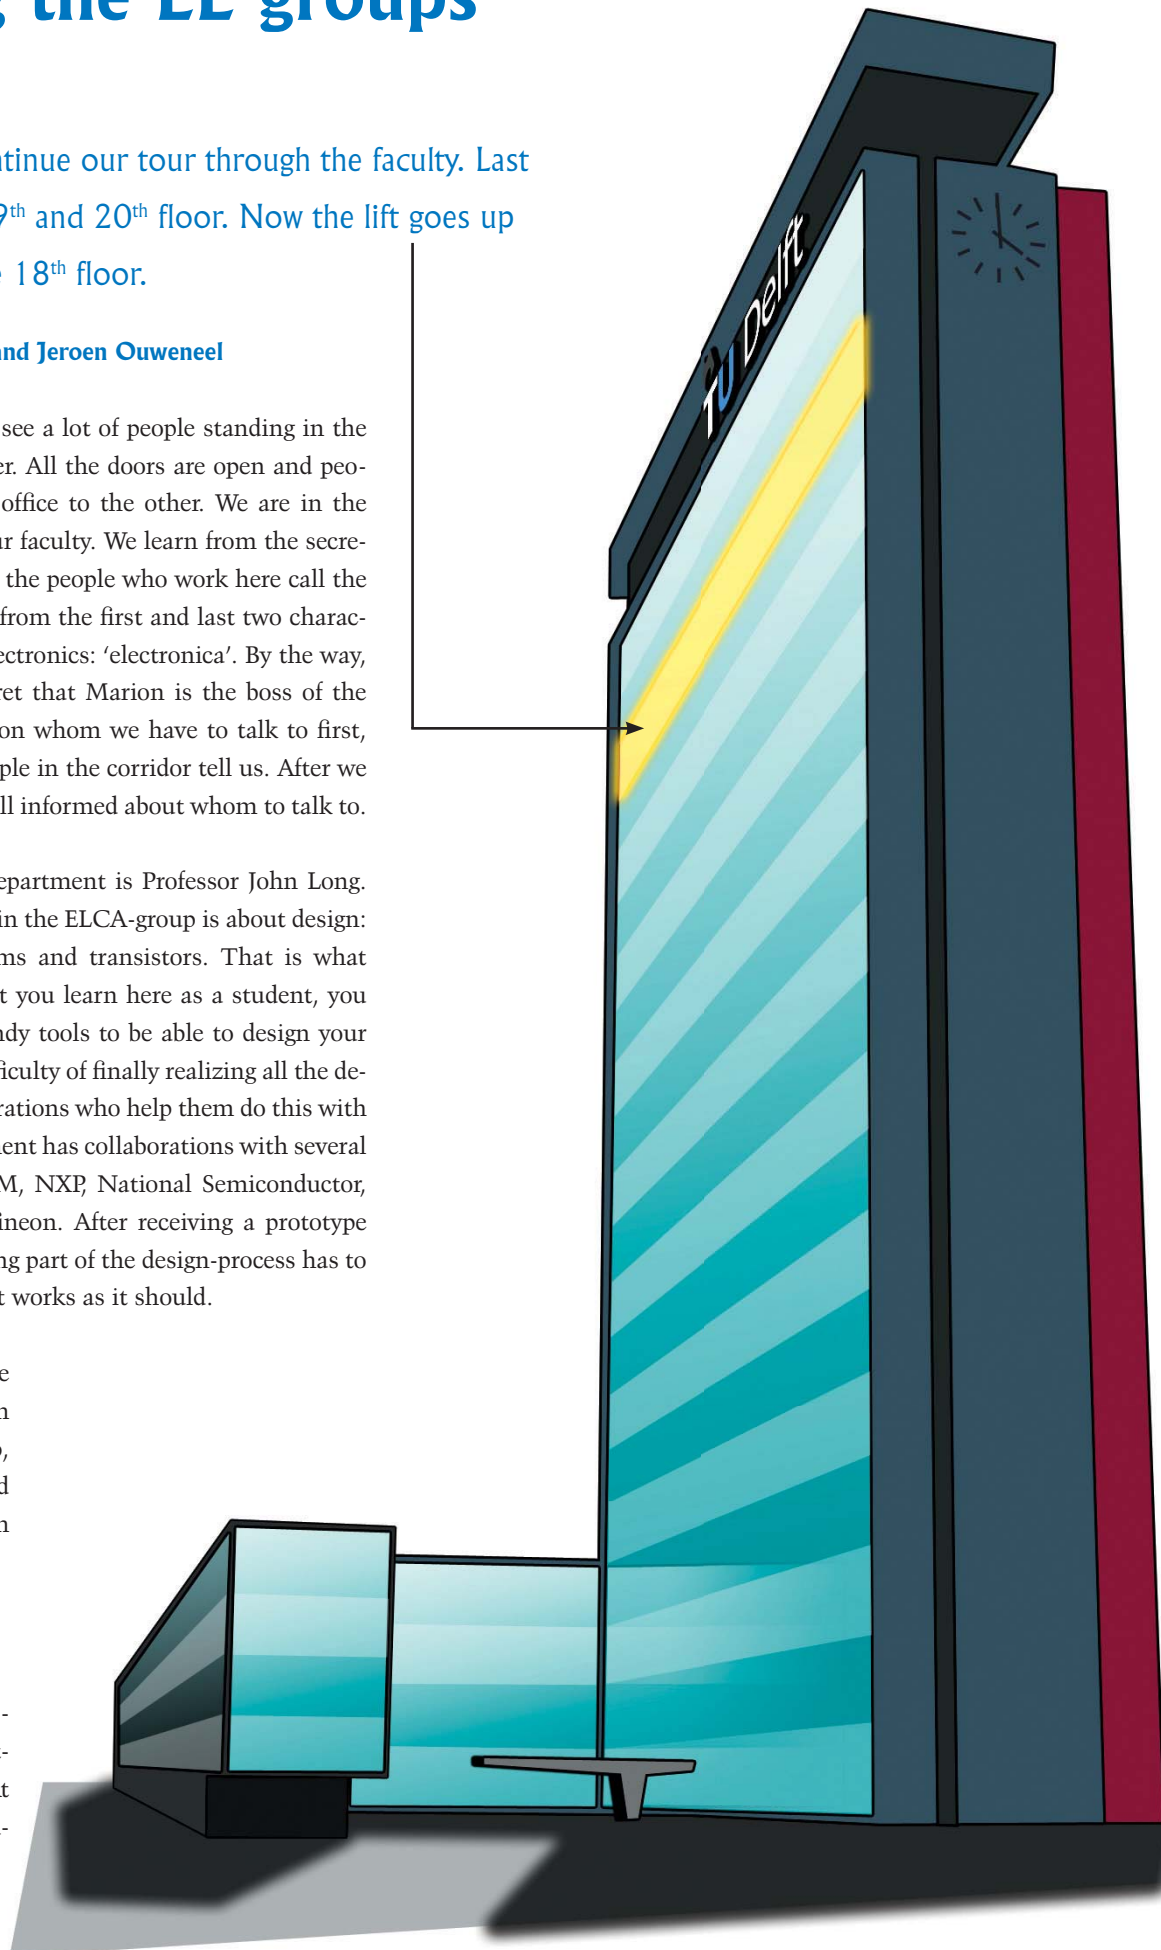 the EE groups
tinue our tour through the faculty. Last
9th and 20th floor. Now the lift goes up
18th floor.
and Jeroen Ouweneel
see a lot of people standing in the
er. All the doors are open and peo-
office to the other. We are in the
ur faculty. We learn from the secre-
the people who work here call the
from the first and last two charac-
ectronics: ‘electronica’. By the way,
ret that Marion is the boss of the
on whom we have to talk to first,
ple in the corridor tell us. After we
ll informed about whom to talk to.
epartment is Professor John Long.
in the ELCA-group is about design:
ms and transistors. That is what
t you learn here as a student, you
ndy tools to be able to design your
ficulty of finally realizing all the de-
rations who help them do this with
ment has collaborations with several
M, NXP, National Semiconductor,
ineon. After receiving a prototype
ng part of the design-process has to
t works as it should.
TU Delft